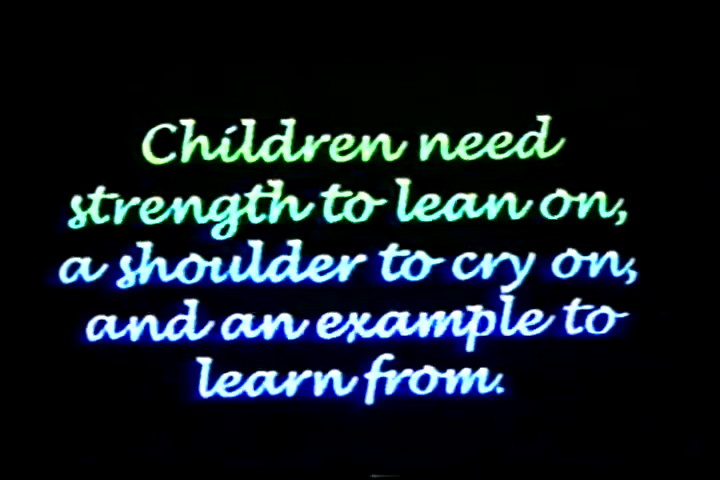 Children need
strength to lean on,
a shoulder to cry on,
and an example to
learn from.